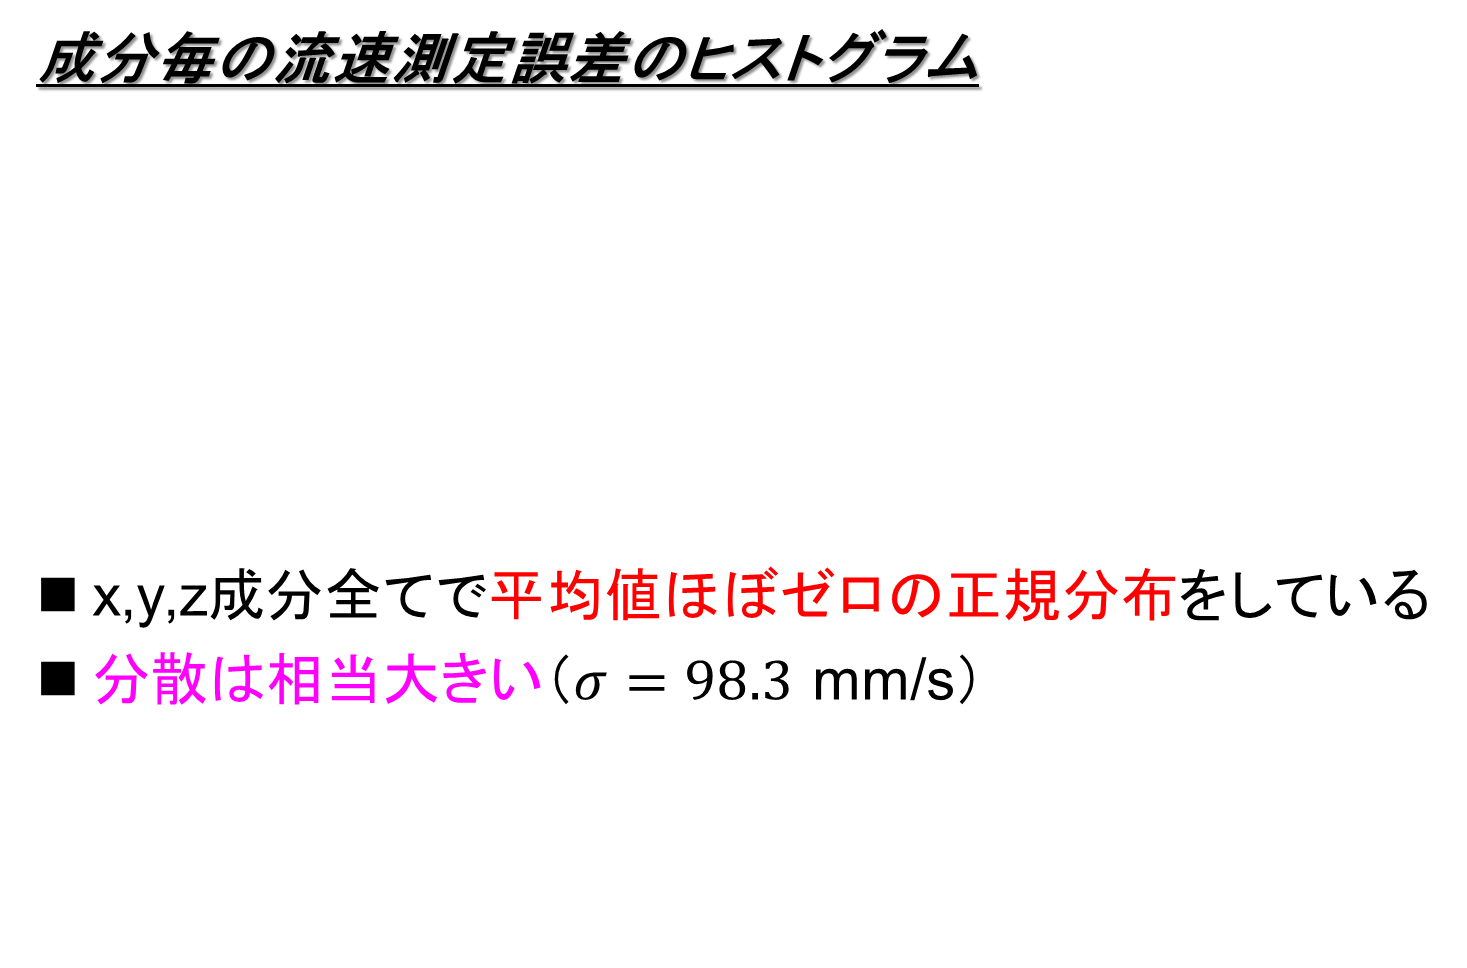 成分毎の流速測定誤差のヒストグラム
■ x,y,z成分全てで平均値ほぼゼロの正規分布をしている
■ 分散は相当大きい（σ = 98.3 mm/s）